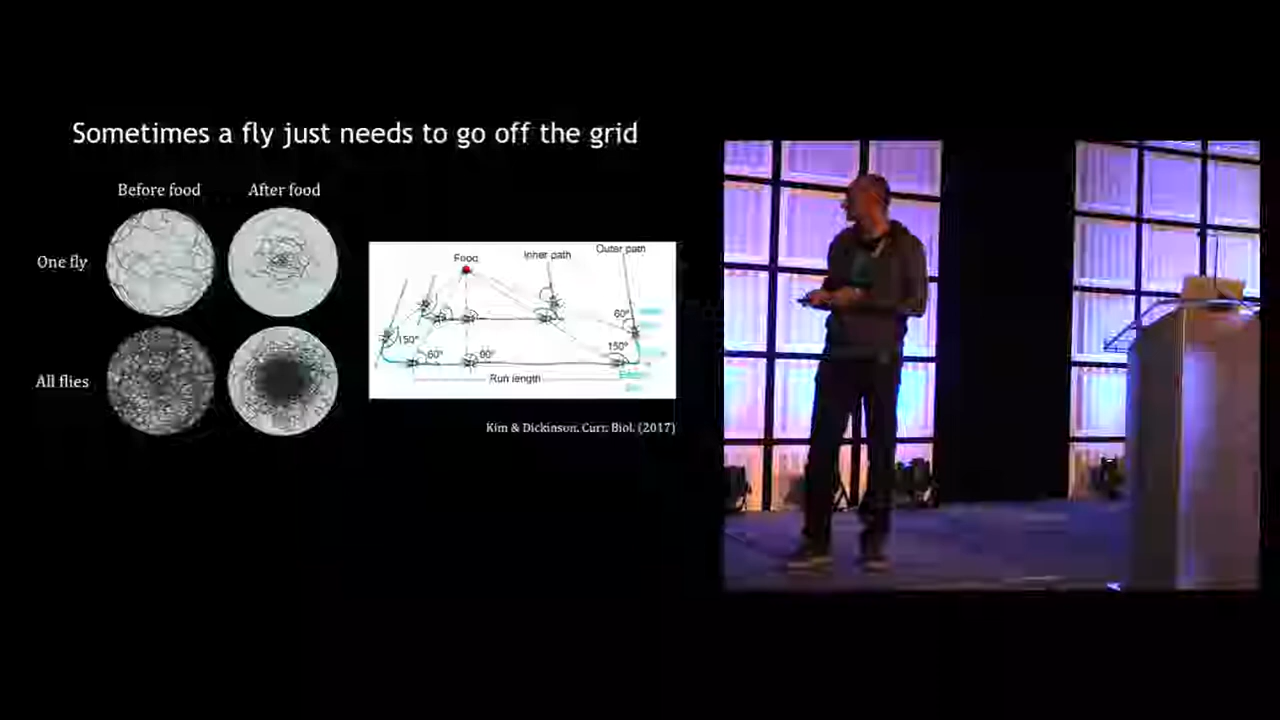 Sometimes a fly just needs to go off the grid
Before food
After food
One fly
All flies
Food
Inner path
Outer path
60°
150°
60°
90°
150°
Run length
Kim & Dickinson. Curr. Biol. (2017)